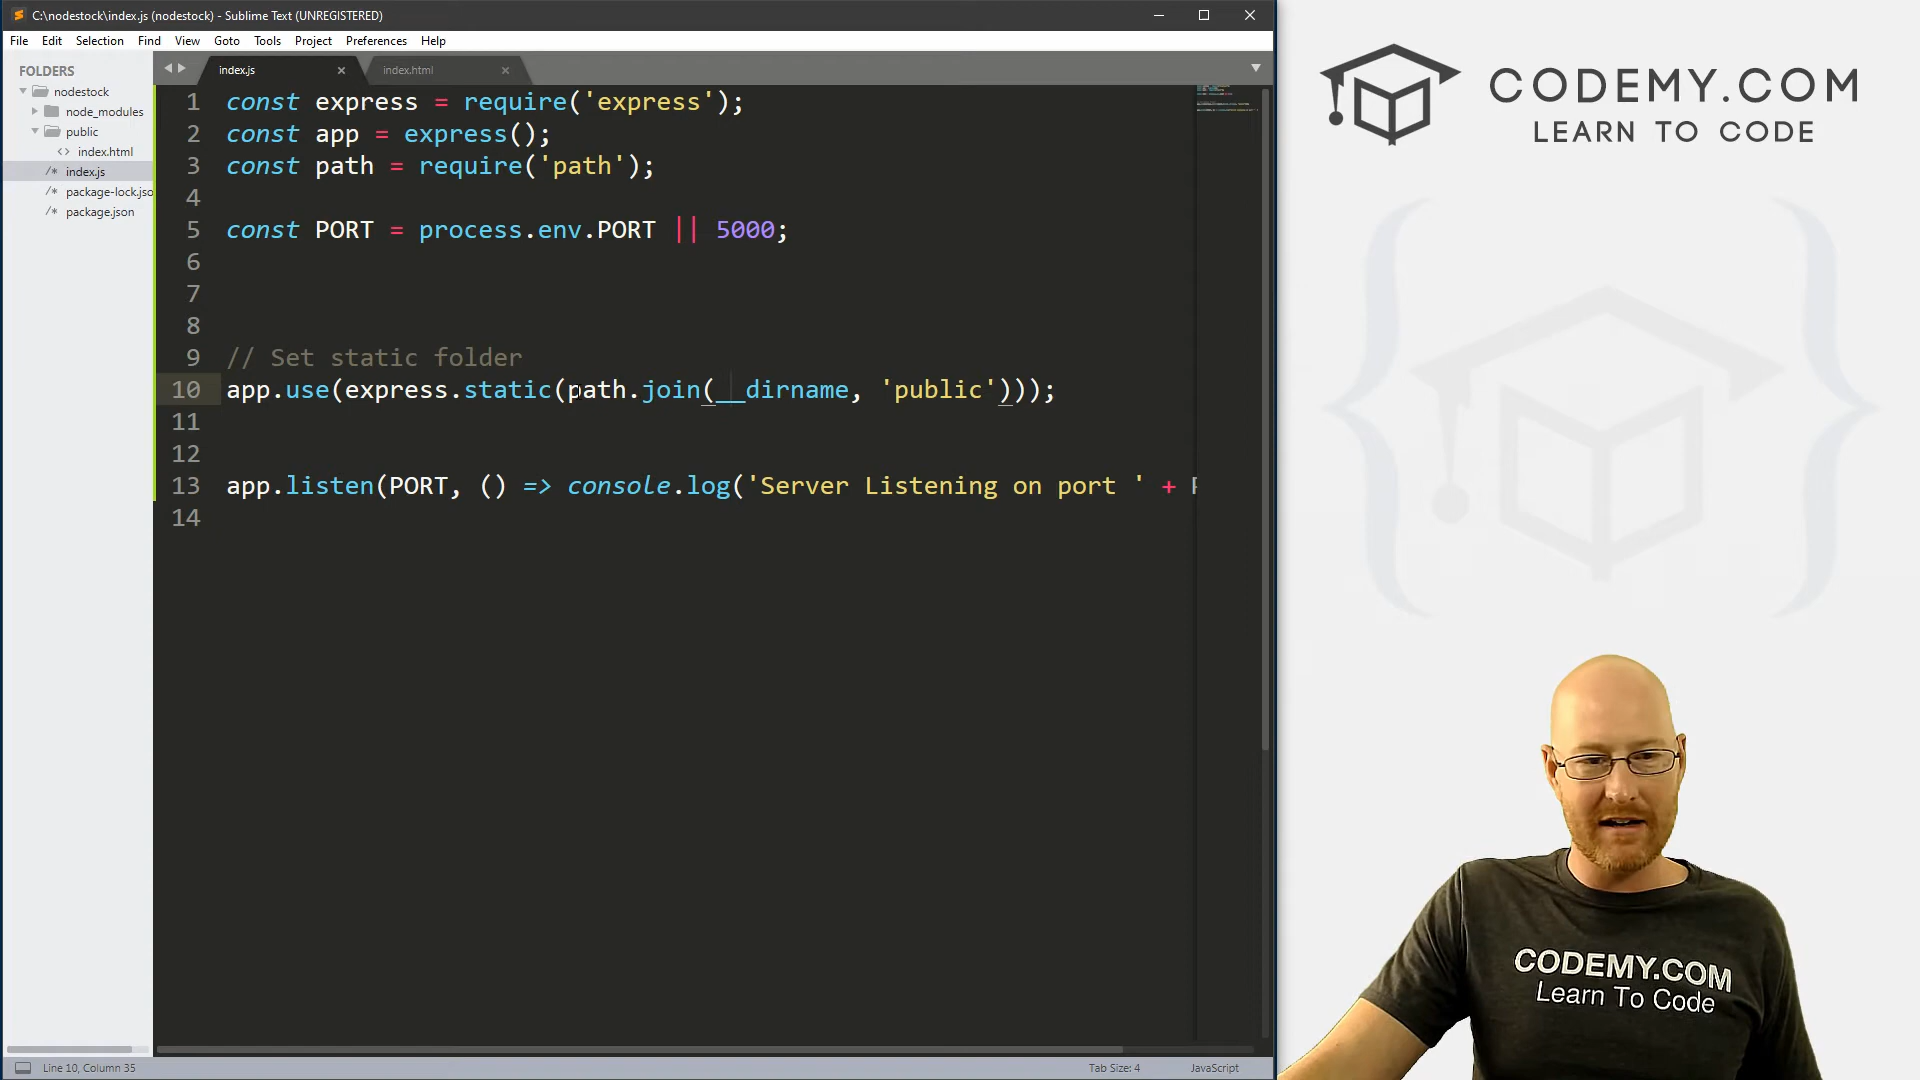 C:\nodestock\index.js (nodestock) - Sublime Text (UNREGISTERED)
File Edit Selection Find View Goto Tools Project Preferences Help
FOLDERS
nodestock
node_modules
public
index.html
index.js
package-lock.jso
package.json
index.js
index.html
1 const express = require('express');
2 const app = express();
3 const path = require('path');
4
5 const PORT = process.env.PORT || 5000;
6
7
8
9 // Set static folder
10 app.use(express.static(path.join(__dirname, 'public')));
11
12
13 app.listen(PORT, () => console.log('Server Listening on port ' +
14
Line 10, Column 35
Tab Size: 4
JavaScript
CODEMY.COM
LEARN TO CODE
CODEMY.COM
Learn To Code